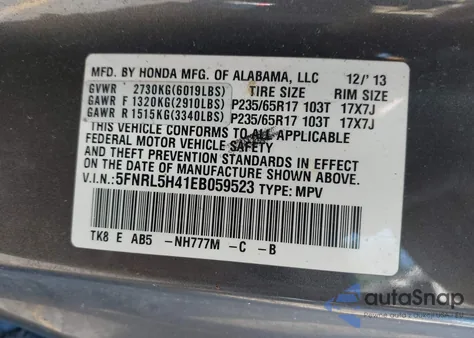 MFD. BY HONDA MFG. OF ALABAMA, LLC 12/'13
GVWR 2730KG(6019LBS) TIRE SIZE RIM SIZE
GAWR F 1320KG(2910LBS) P235/65R17 103T 17X7J
GAWR R 1515KG(3340LBS) P235/65R17 103T 17X7J
THIS VEHICLE CONFORMS TO ALL APPLICABLE
FEDERAL MOTOR VEHICLE SAFETY
AND THEFT PREVENTION STANDARDS IN EFFECT
ON THE DATE OF MANUFACTURE SHOWN ABOVE.
V.I.N.: 5FNRL5H41EB059523 TYPE: MPV
TK8 E AB5 -NH777M -C -B
autoSnap